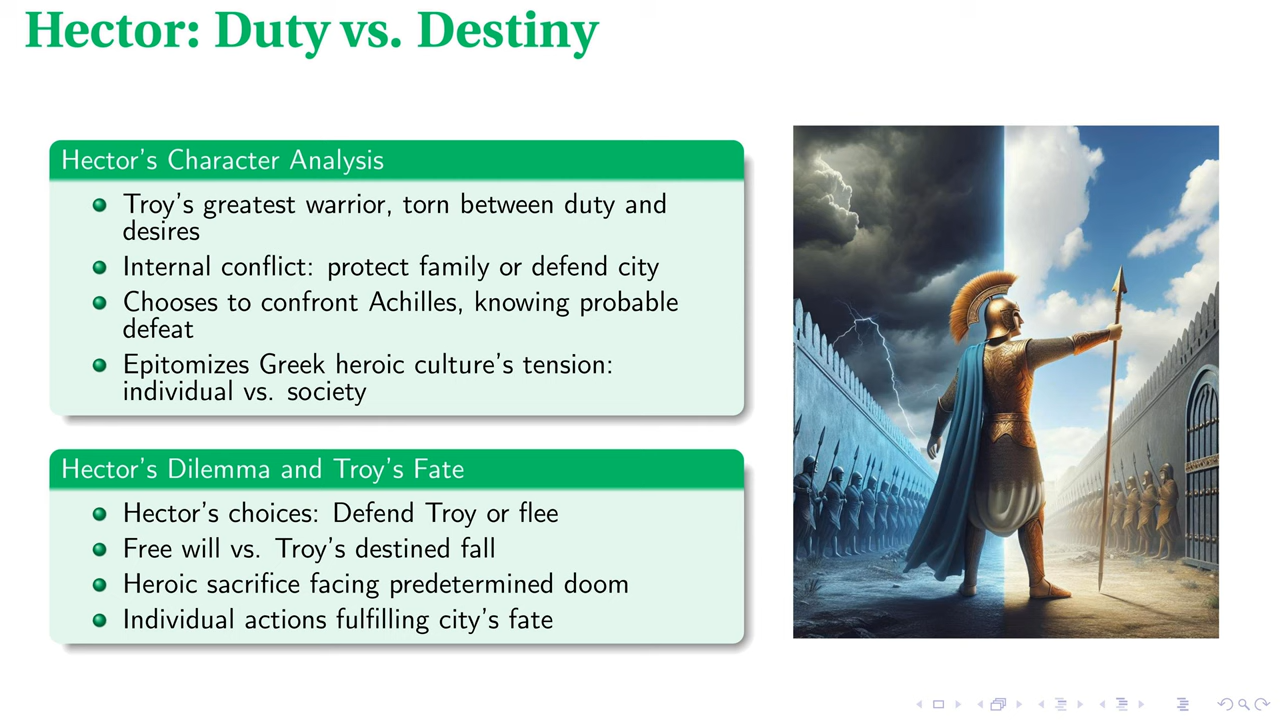 Hector: Duty vs. Destiny
Hector's Character Analysis
Troy's greatest warrior, torn between duty and
desires
Internal conflict: protect family or defend city
Chooses to confront Achilles, knowing probable
defeat
Epitomizes Greek heroic culture's tension:
individual vs. society
Hector's Dilemma and Troy's Fate
Hector's choices: Defend Troy or flee
Free will vs. Troy's destined fall
Heroic sacrifice facing predetermined doom
Individual actions fulfilling city's fate